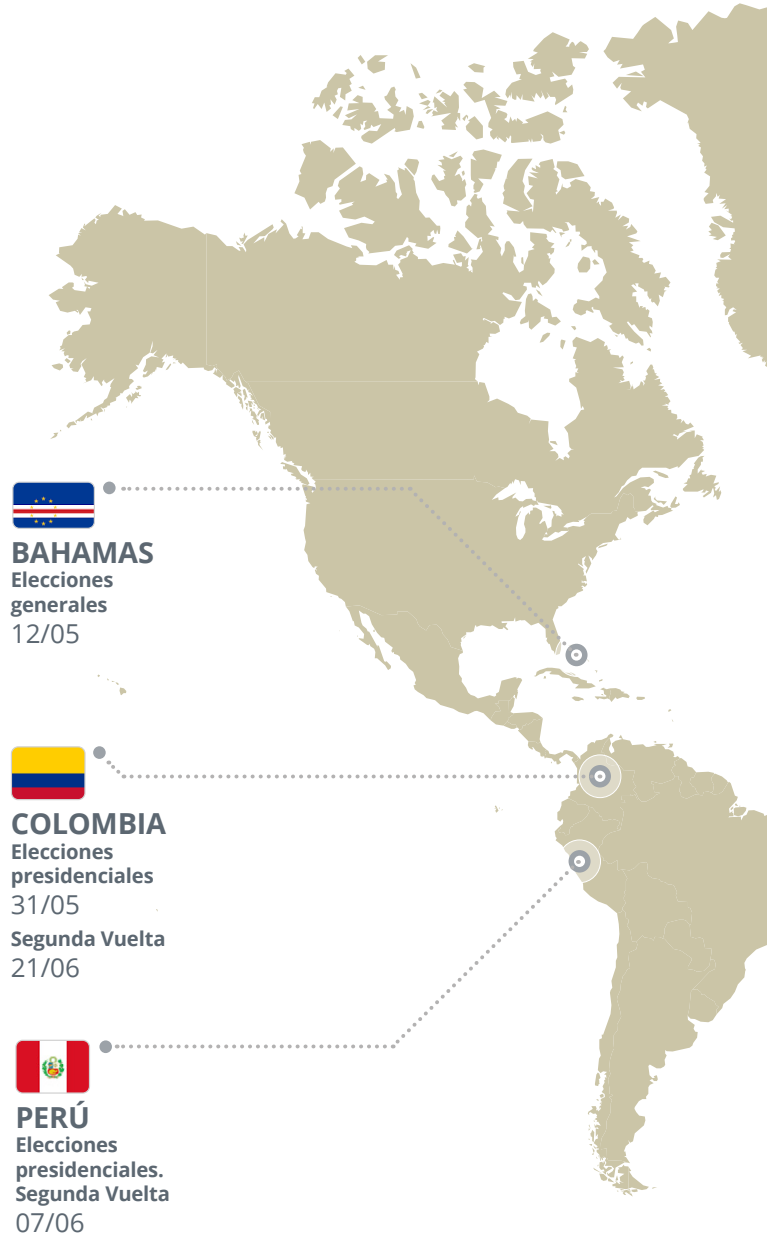 BAHAMAS
Elecciones
generales
12/05
COLOMBIA
Elecciones
presidenciales
31/05
Segunda Vuelta
21/06
PERÚ
Elecciones
presidenciales.
Segunda Vuelta
07/06